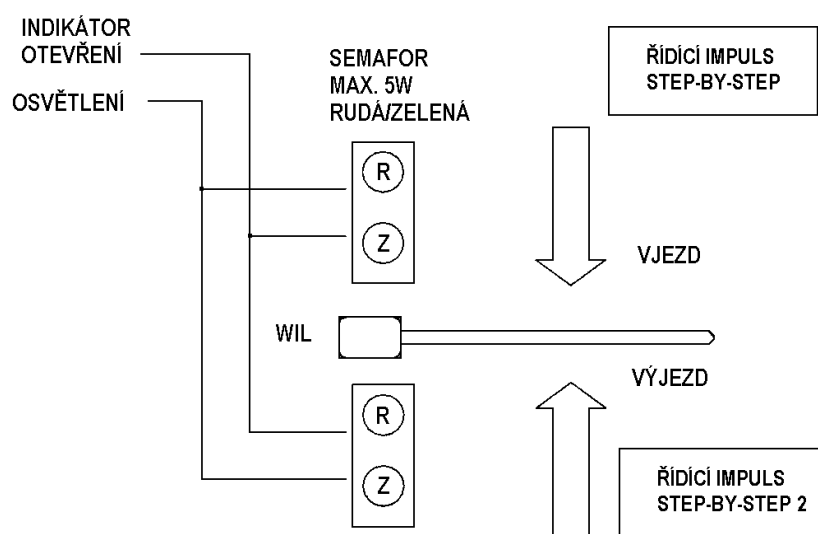 INDIKÁTOR
OTEVŘENÍ
OSVĚTLENÍ
SEMAFOR
MAX. 5W
RUDÁ/ZELENÁ
ŘÍDÍCÍ IMPULS
STEP-BY-STEP
R
Z
VJEZD
WIL
VÝJEZD
R
Z
ŘÍDÍCÍ IMPULS
STEP-BY-STEP 2